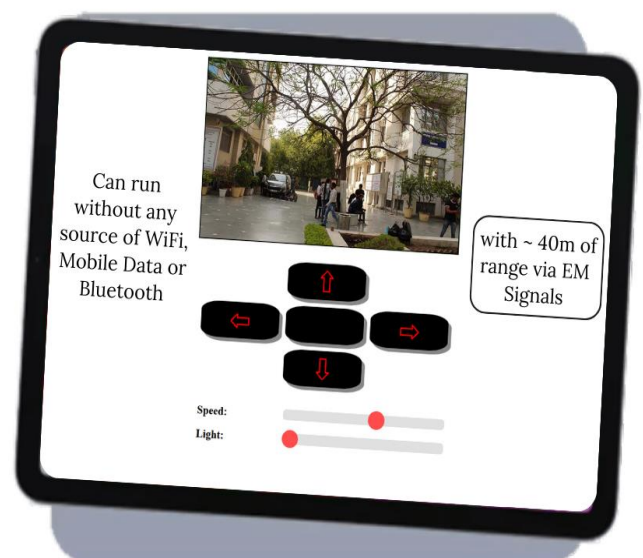 Can run
without any
source of WiFi,
Mobile Data or
Bluetooth
with ~ 40m of
range via EM
Signals
⇧
⇦ ⇨
⇩
Speed:
Light: